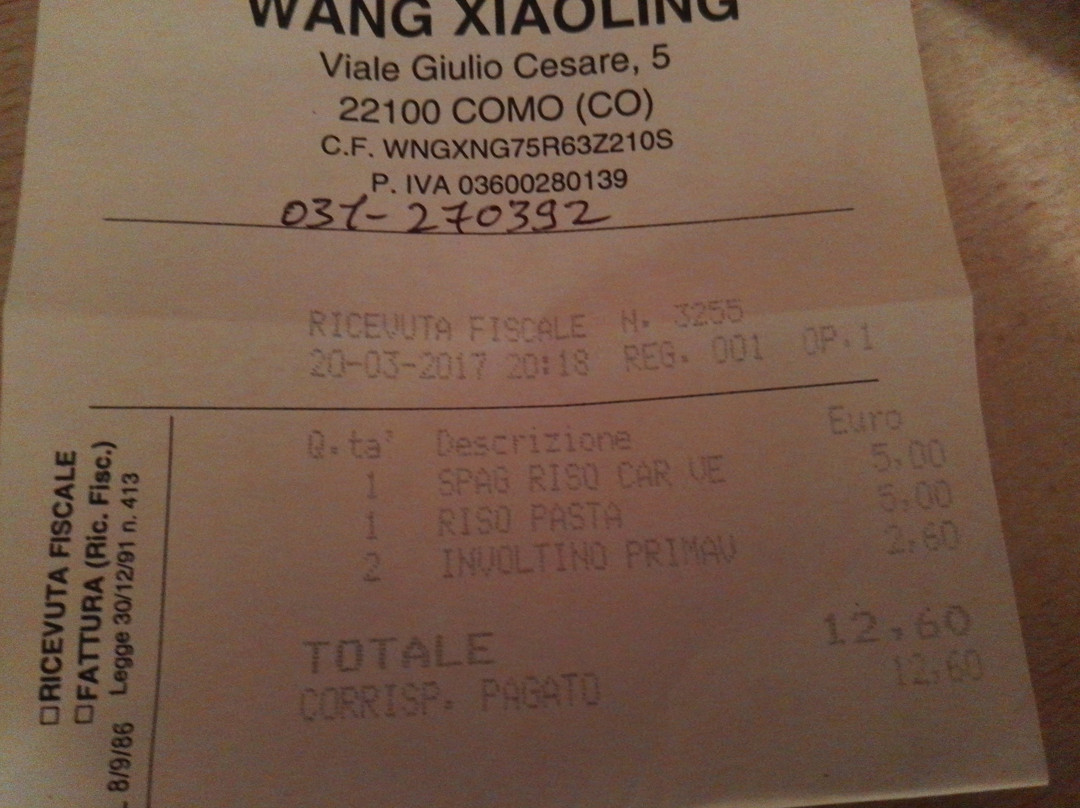 WANG XIAOLING
Viale Giulio Cesare, 5
22100 COMO (CO)
C.F. WNGXNG75R63Z210S
P. IVA 03600280139
031-270392
RICEVUTA FISCALE N. 3255
20-03-2017 20:18 REG. 001 OP.1
Q.ta' Descrizione Euro
1 SPAG RISO CAR VE 5,00
1 RISO PASTA 5,00
2 INVOLTINO PRIMAV 2,60
TOTALE 12,60
CORRISP. PAGATO 12,60
□RICEVUTA FISCALE
□FATTURA (Ric. Fisc.)
- 8/9/86 Legge 30/12/91 n. 413